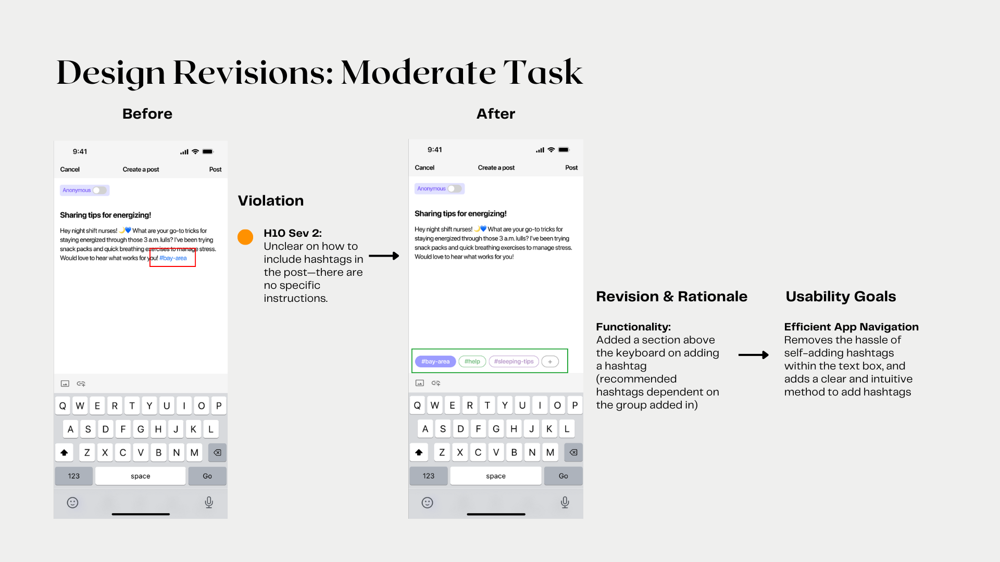 Design Revisions: Moderate Task
Before
9:41
Cancel
Create a post
Post
Anonymous
Sharing tips for energizing!
Hey night shift nurses! 🌙💙 What are your go-to tricks for
staying energized through those 3 a.m. lulls? I've been trying
snack packs and quick breathing exercises to manage stress.
Would love to hear what works for you! #bay-area
Q W E R T Y U I O P
A S D F G H J K L
Z X C V B N M
123
space
Go
Violation
H10 Sev 2:
Unclear on how to
include hashtags in
the post—there are
no specific
instructions.
After
9:41
Cancel
Create a post
Post
Anonymous
Sharing tips for energizing!
Hey night shift nurses! 🌙💙 What are your go-to tricks for
staying energized through those 3 a.m. lulls? I've been trying
snack packs and quick breathing exercises to manage stress.
Would love to hear what works for you!
#bay-area
#help
#sleeping-tips
+
Q W E R T Y U I O P
A S D F G H J K L
Z X C V B N M
123
space
Go
Revision & Rationale
Functionality:
Added a section above
the keyboard on adding
a hashtag
(recommended
hashtags dependent on
the group added in)
Usability Goals
Efficient App Navigation
Removes the hassle of
self-adding hashtags
within the text box, and
adds a clear and intuitive
method to add hashtags